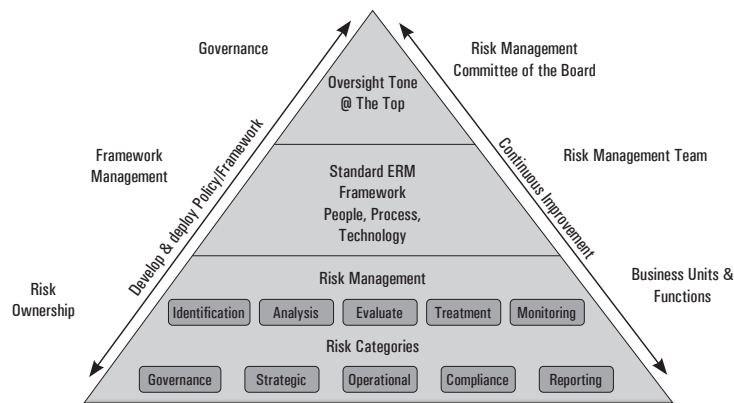 Governance
Risk Management
Committee of the Board
Oversight Tone
@ The Top
Develop & deploy Policy/Framework
Continuous Improvement
Framework
Management
Standard ERM
Framework
People, Process,
Technology
Risk Management Team
Risk
Ownership
Business Units &
Functions
Risk Management
Identification
Analysis
Evaluate
Treatment
Monitoring
Risk Categories
Governance
Strategic
Operational
Compliance
Reporting